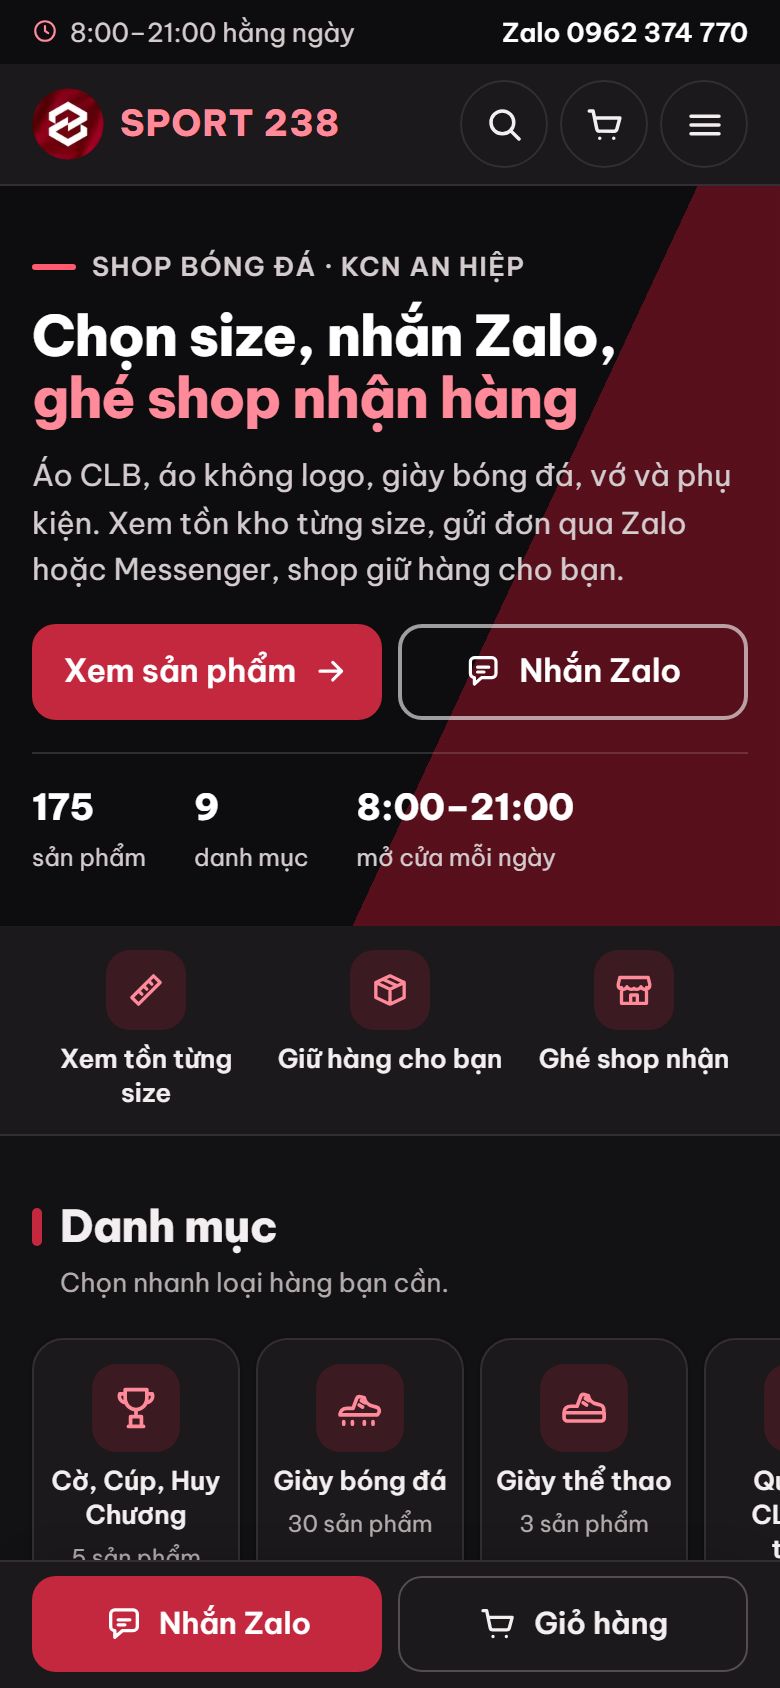 8:00–21:00 hằng ngày
Zalo 0962 374 770
SPORT 238
SHOP BÓNG ĐÁ · KCN AN HIỆP
Chọn size, nhắn Zalo,
ghé shop nhận hàng
Áo CLB, áo không logo, giày bóng đá, vớ và phụ
kiện. Xem tồn kho từng size, gửi đơn qua Zalo
hoặc Messenger, shop giữ hàng cho bạn.
Xem sản phẩm
Nhắn Zalo
175
sản phẩm
9
danh mục
8:00–21:00
mở cửa mỗi ngày
Xem tồn từng
size
Giữ hàng cho bạn
Ghé shop nhận
Danh mục
Chọn nhanh loại hàng bạn cần.
Cờ, Cúp, Huy
Chương
5 sản phẩm
Giày bóng đá
30 sản phẩm
Giày thể thao
3 sản phẩm
Nhắn Zalo
Giỏ hàng